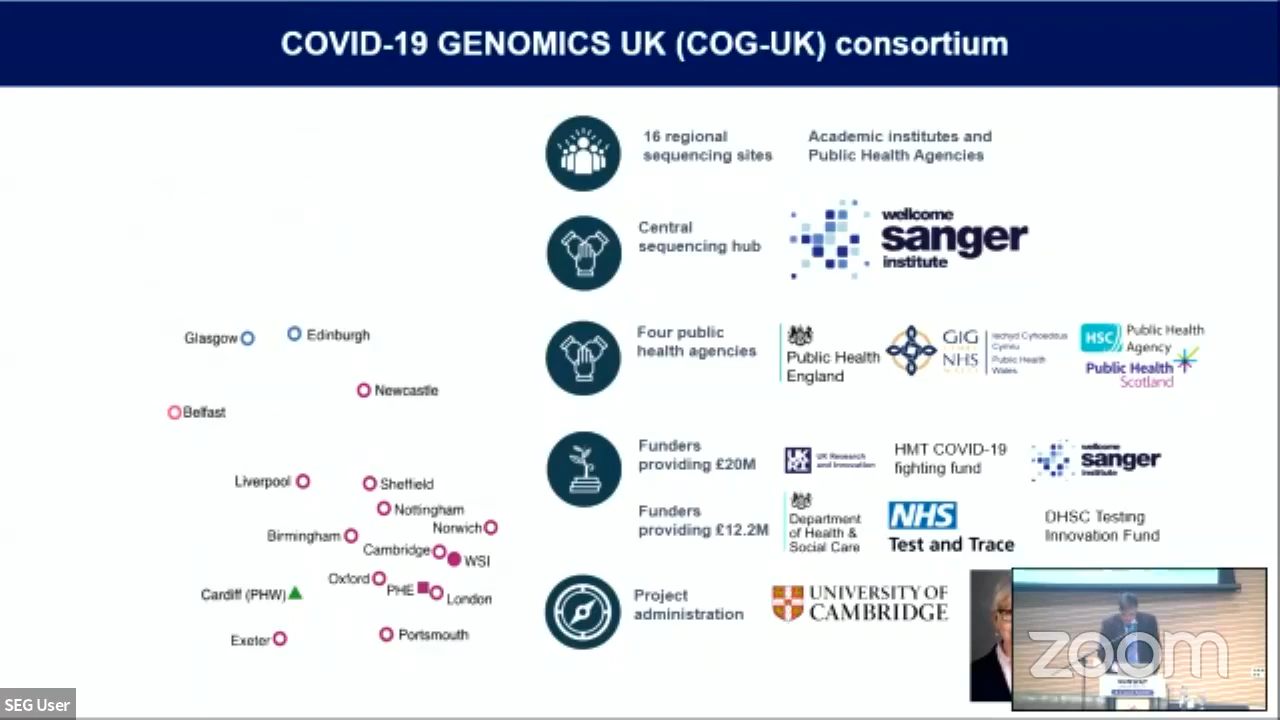 COVID-19 GENOMICS UK (COG-UK) consortium
16 regional
sequencing sites
Academic institutes and
Public Health Agencies
Central
sequencing hub
wellcome
sanger
institute
Four public
health agencies
Public Health
England
GIG
NHS
Iechyd Cyhoeddus
Cymru
Public Health
Wales
HSC
Public Health
Agency
Public Health
Scotland
Funders
providing £20M
UK Research
and Innovation
HMT COVID-19
fighting fund
wellcome
sanger
institute
Funders
providing £12.2M
Department
of Health &
Social Care
NHS
Test and Trace
DHSC Testing
Innovation Fund
Project
administration
UNIVERSITY OF
CAMBRIDGE
Glasgow
Edinburgh
Newcastle
Belfast
Liverpool
Sheffield
Nottingham
Norwich
Birmingham
Cambridge
WSI
Oxford
PHE
London
Cardiff (PHW)
Exeter
Portsmouth
zoom
SEG User